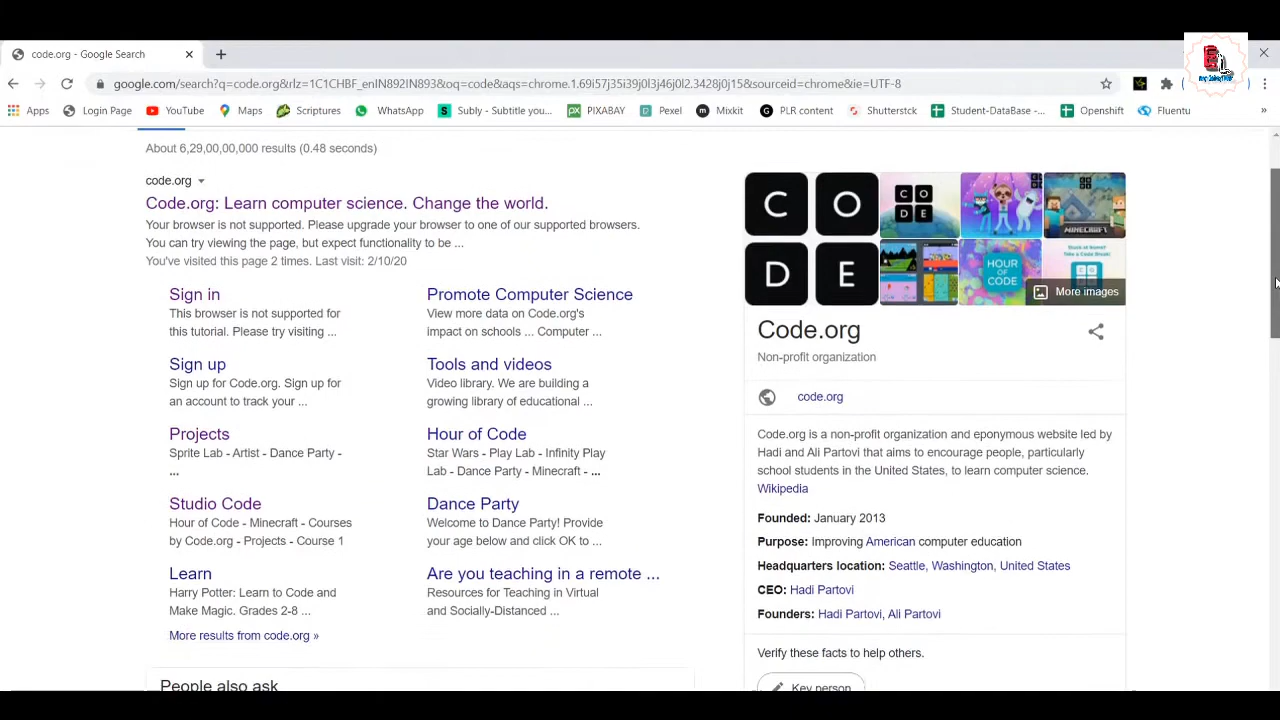 code.org - Google Search
google.com/search?q=code.org&rlz=1C1CHBF_enIN892IN893&oq=code&aqs=chrome.1.69i57j35i39j0l3j46j0l2.3428j0j15&sourceid=chrome&ie=UTF-8
Apps Login Page YouTube Maps Scriptures WhatsApp Subly - Subtitle you... PIXABAY Pexel Mixkit PLR content Shutterstck Student-DataBase -... Openshift Fluentu »
About 6,29,00,00,000 results (0.48 seconds)
code.org
Code.org: Learn computer science. Change the world.
Your browser is not supported. Please upgrade your browser to one of our supported browsers.
You can try viewing the page, but expect functionality to be ...
You've visited this page 2 times. Last visit: 2/10/20
Sign in
This browser is not supported for
this tutorial. Please try visiting ...
Promote Computer Science
View more data on Code.org's
impact on schools ... Computer ...
Sign up
Sign up for Code.org. Sign up for
an account to track your ...
Tools and videos
Video library. We are building a
growing library of educational ...
Projects
Sprite Lab - Artist - Dance Party -
...
Hour of Code
Star Wars - Play Lab - Infinity Play
Lab - Dance Party - Minecraft - ...
Studio Code
Hour of Code - Minecraft - Courses
by Code.org - Projects - Course 1
Dance Party
Welcome to Dance Party! Provide
your age below and click OK to ...
Learn
Harry Potter: Learn to Code and
Make Magic. Grades 2-8 ...
Are you teaching in a remote ...
Resources for Teaching in Virtual
and Socially-Distanced ...
More results from code.org »
People also ask
C O
D E
C O
D E
MINECRAFT
HOUR
OF
CODE
More images
Code.org
Non-profit organization
code.org
Code.org is a non-profit organization and eponymous website led by
Hadi and Ali Partovi that aims to encourage people, particularly
school students in the United States, to learn computer science.
Wikipedia
Founded: January 2013
Purpose: Improving American computer education
Headquarters location: Seattle, Washington, United States
CEO: Hadi Partovi
Founders: Hadi Partovi, Ali Partovi
Verify these facts to help others.
Key person